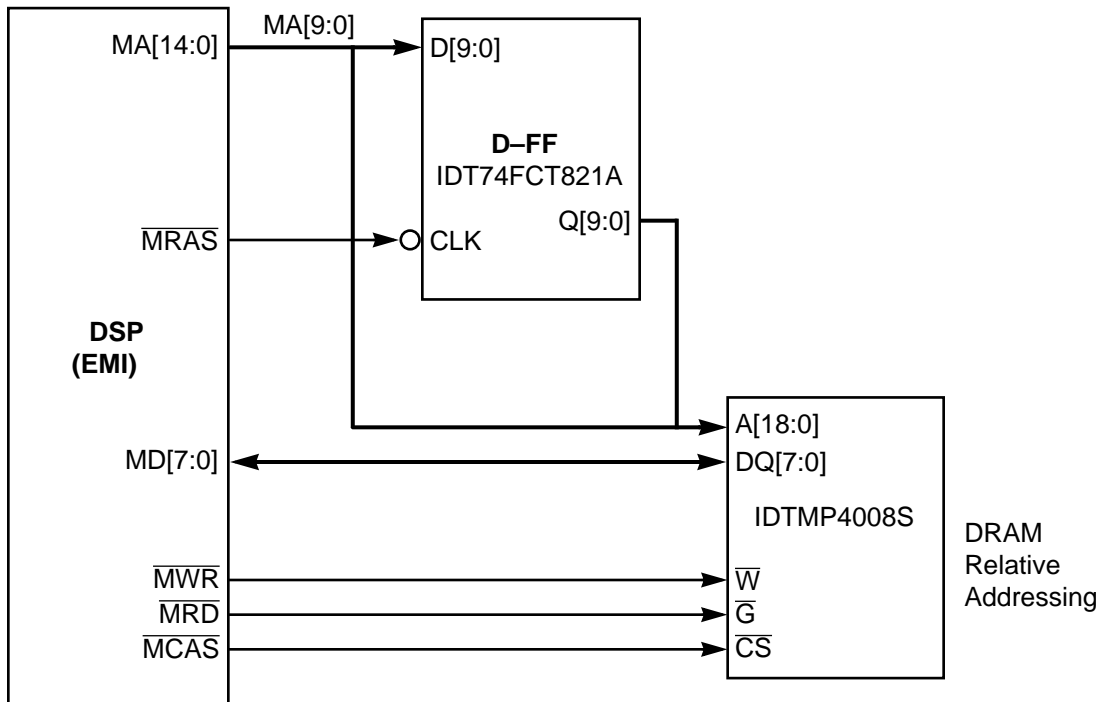 MA[14:0]
MA[9:0]
D[9:0]
D–FF
IDT74FCT821A
Q[9:0]
MRAS
CLK
DSP
(EMI)
A[18:0]
MD[7:0]
DQ[7:0]
IDTMP4008S
DRAM
Relative
Addressing
MWR
W
MRD
G
MCAS
CS